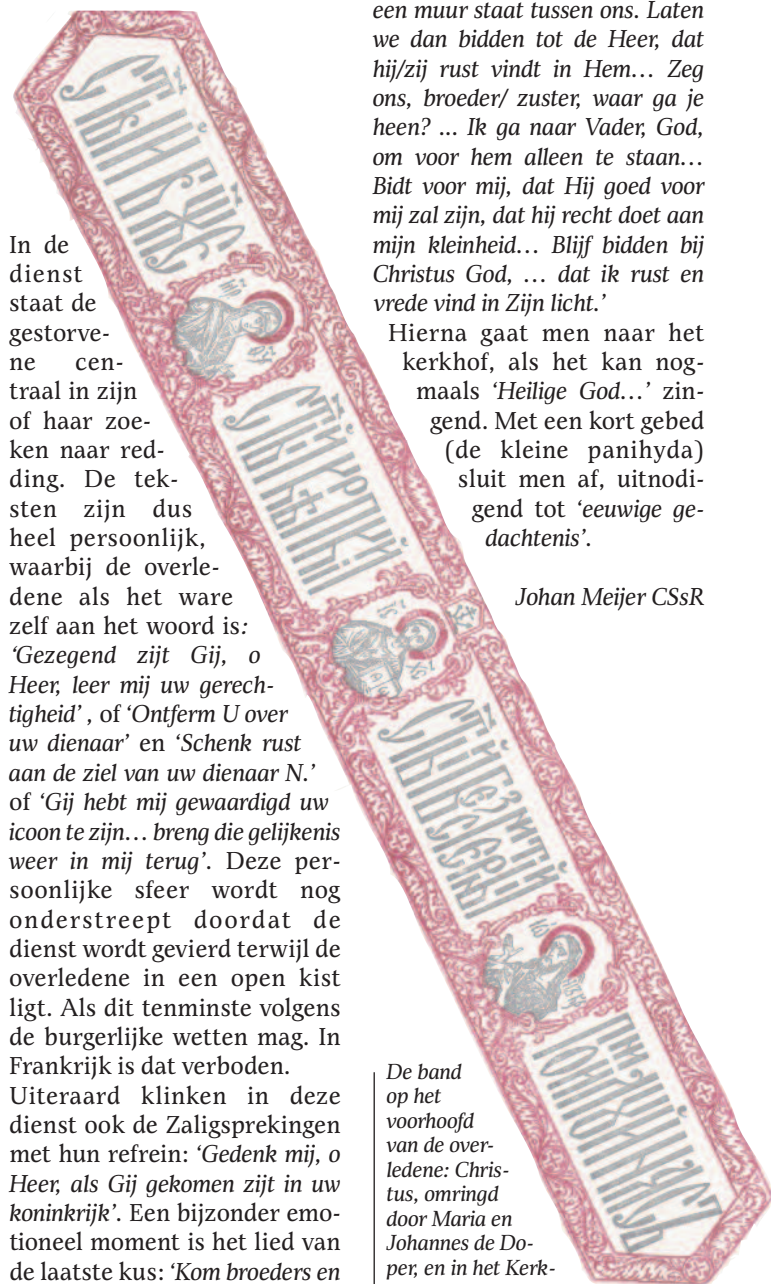 In de
dienst
staat de
gestorve-
ne cen-
traal in zijn
of haar zoe-
ken naar red-
ding. De tek-
sten zijn dus
heel persoonlijk,
waarbij de overle-
dene als het ware
zelf aan het woord is:
'Gezegend zijt Gij, o
Heer, leer mij uw gerech-
tigheid' , of 'Ontferm U over
uw dienaar' en 'Schenk rust
aan de ziel van uw dienaar N.'
of 'Gij hebt mij gewaardigd uw
icoon te zijn… breng die gelijkenis
weer in mij terug'. Deze per-
soonlijke sfeer wordt nog
onderstreept doordat de
dienst wordt gevierd terwijl de
overledene in een open kist
ligt. Als dit tenminste volgens
de burgerlijke wetten mag. In
Frankrijk is dat verboden.
Uiteraard klinken in deze
dienst ook de Zaligsprekingen
met hun refrein: 'Gedenk mij, o
Heer, als Gij gekomen zijt in uw
koninkrijk'. Een bijzonder emo-
tioneel moment is het lied van
de laatste kus: 'Kom broeders en
een muur staat tussen ons. Laten
we dan bidden tot de Heer, dat
hij/zij rust vindt in Hem… Zeg
ons, broeder/ zuster, waar ga je
heen? ... Ik ga naar Vader, God,
om voor hem alleen te staan…
Bidt voor mij, dat Hij goed voor
mij zal zijn, dat hij recht doet aan
mijn kleinheid… Blijf bidden bij
Christus God, … dat ik rust en
vrede vind in Zijn licht.'
Hierna gaat men naar het
kerkhof, als het kan nog-
maals 'Heilige God…' zin-
gend. Met een kort gebed
(de kleine panihyda)
sluit men af, uitnodi-
gend tot 'eeuwige ge-
dachtenis'.
Johan Meijer CSsR
СТ҃ЫЙ БЖ҃Е
СТ҃ЫЙ КРѢПКІЙ
СТ҃ЫЙ БЕЗСМЕРТНЫЙ
ПОМИЛУЙ НАСЪ
De band
op het
voorhoofd
van de over-
ledene: Chris-
tus, omringd
door Maria en
Johannes de Do-
per, en in het Kerk-